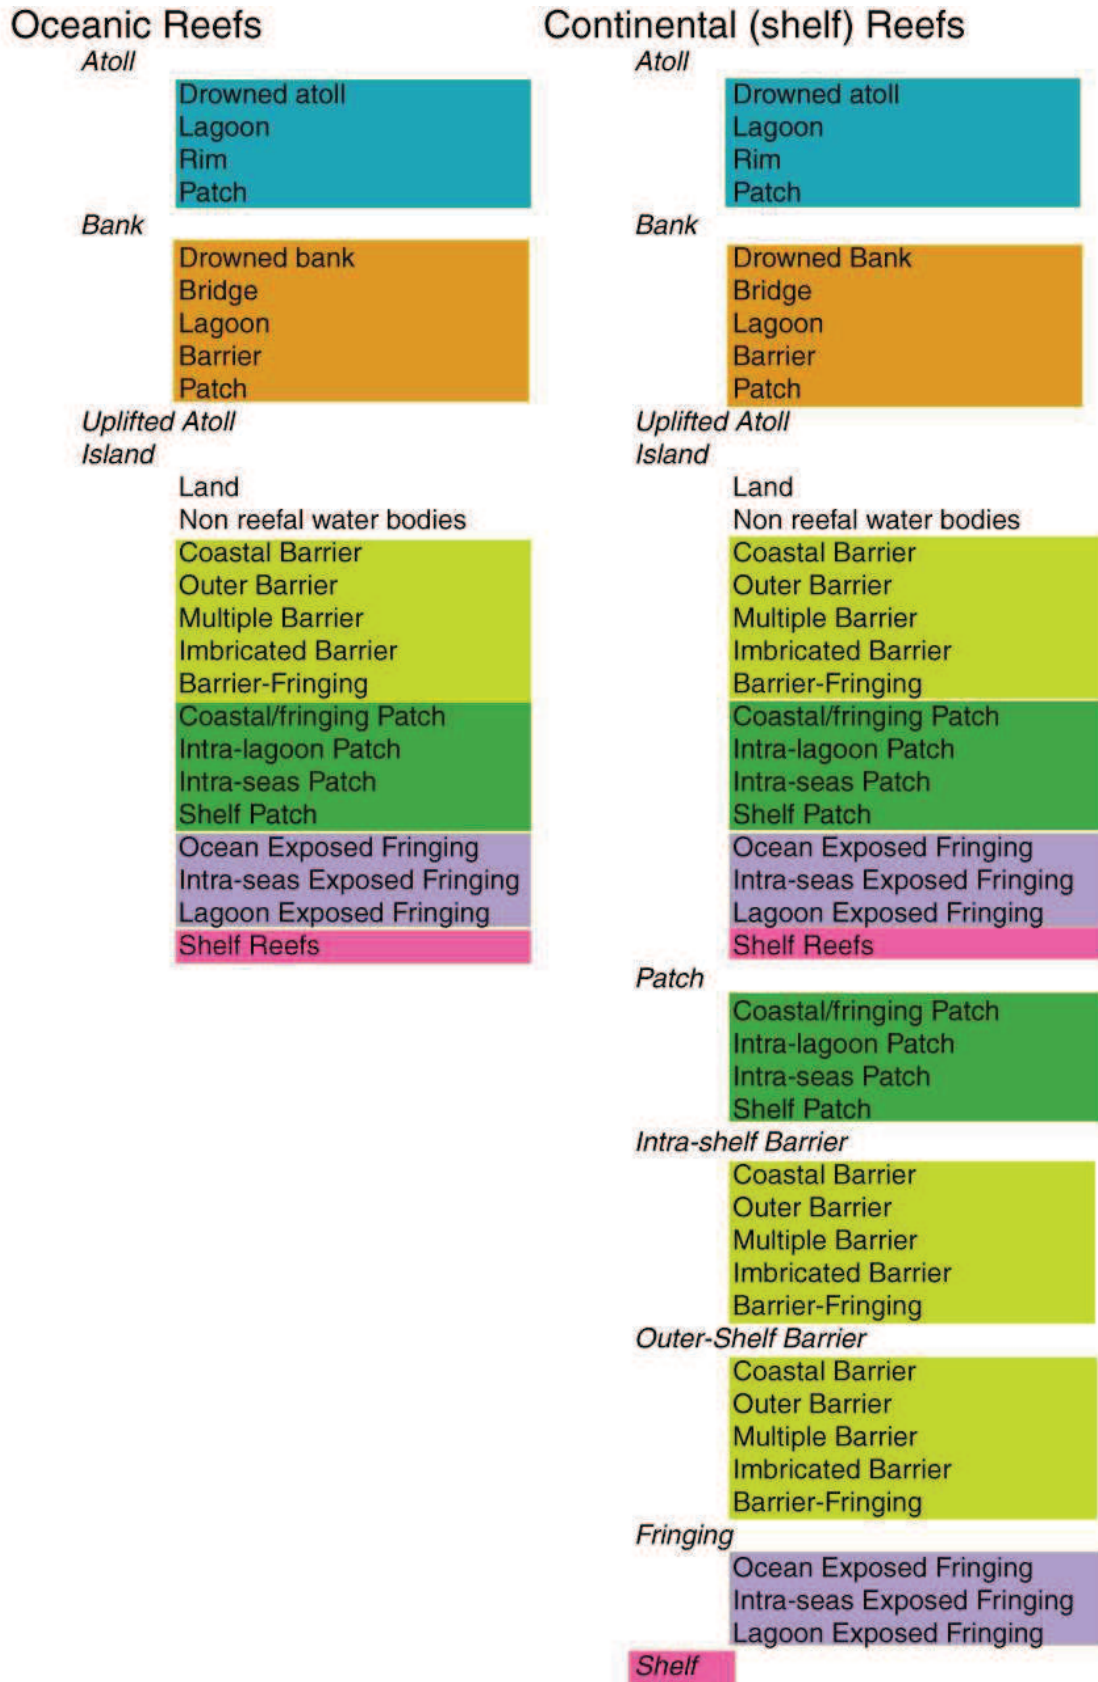 Oceanic Reefs
Atoll
Drowned atoll
Lagoon
Rim
Patch
Bank
Drowned bank
Bridge
Lagoon
Barrier
Patch
Uplifted Atoll
Island
Land
Non reefal water bodies
Coastal Barrier
Outer Barrier
Multiple Barrier
Imbricated Barrier
Barrier-Fringing
Coastal/fringing Patch
Intra-lagoon Patch
Intra-seas Patch
Shelf Patch
Ocean Exposed Fringing
Intra-seas Exposed Fringing
Lagoon Exposed Fringing
Shelf Reefs
Continental (shelf) Reefs
Atoll
Drowned atoll
Lagoon
Rim
Patch
Bank
Drowned Bank
Bridge
Lagoon
Barrier
Patch
Uplifted Atoll
Island
Land
Non reefal water bodies
Coastal Barrier
Outer Barrier
Multiple Barrier
Imbricated Barrier
Barrier-Fringing
Coastal/fringing Patch
Intra-lagoon Patch
Intra-seas Patch
Shelf Patch
Ocean Exposed Fringing
Intra-seas Exposed Fringing
Lagoon Exposed Fringing
Shelf Reefs
Patch
Coastal/fringing Patch
Intra-lagoon Patch
Intra-seas Patch
Shelf Patch
Intra-shelf Barrier
Coastal Barrier
Outer Barrier
Multiple Barrier
Imbricated Barrier
Barrier-Fringing
Outer-Shelf Barrier
Coastal Barrier
Outer Barrier
Multiple Barrier
Imbricated Barrier
Barrier-Fringing
Fringing
Ocean Exposed Fringing
Intra-seas Exposed Fringing
Lagoon Exposed Fringing
Shelf